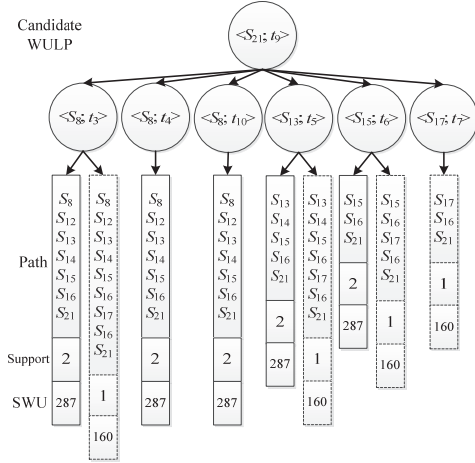 Candidate
WULP
<S21; t9>
<S8; t3> <S8; t4> <S8; t10> <S13; t5> <S15; t6> <S17; t7>
Path
S8
S12
S13
S14
S15
S16
S21
2
287
S8
S12
S13
S14
S15
S16
S17
S16
S21
1
160
S8
S12
S13
S14
S15
S16
S21
2
287
S8
S12
S13
S14
S15
S16
S21
2
287
S13
S14
S15
S16
S21
2
287
S13
S14
S15
S16
S17
S16
S21
1
160
S15
S16
S21
2
287
S15
S16
S17
S16
S21
1
160
S17
S16
S21
1
160
Support
SWU